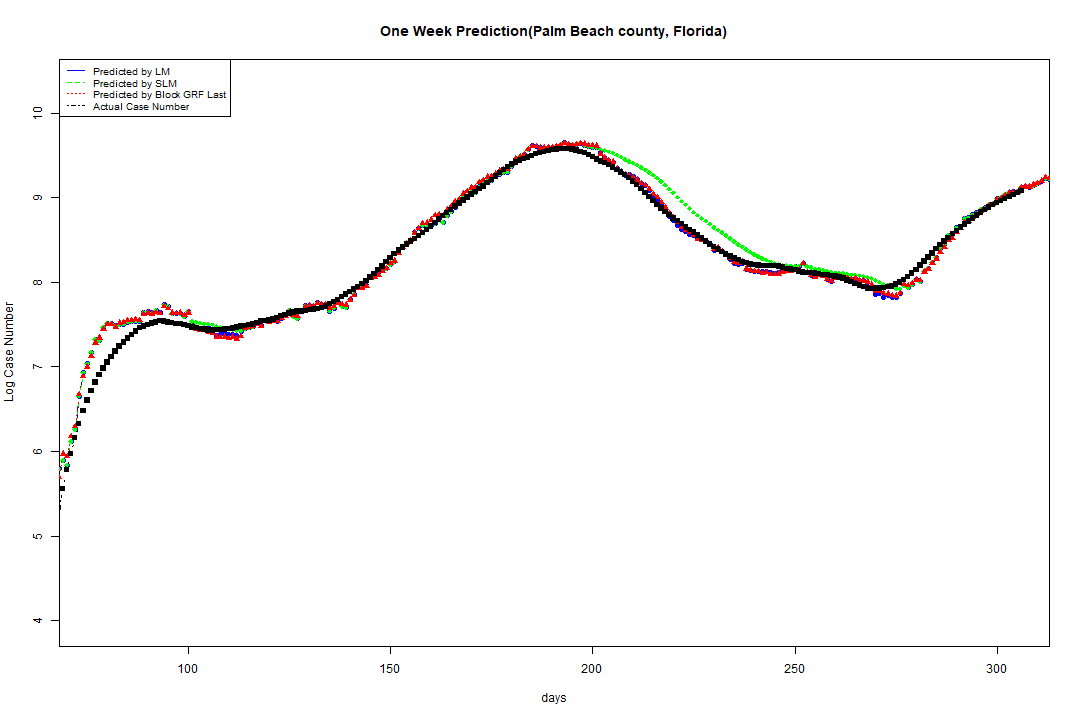 One Week Prediction(Palm Beach county, Florida)
Predicted by LM
Predicted by SLM
Predicted by Block GRF Last
Actual Case Number
10
9
8
7
6
5
4
Log Case Number
100 150 200 250 300
days